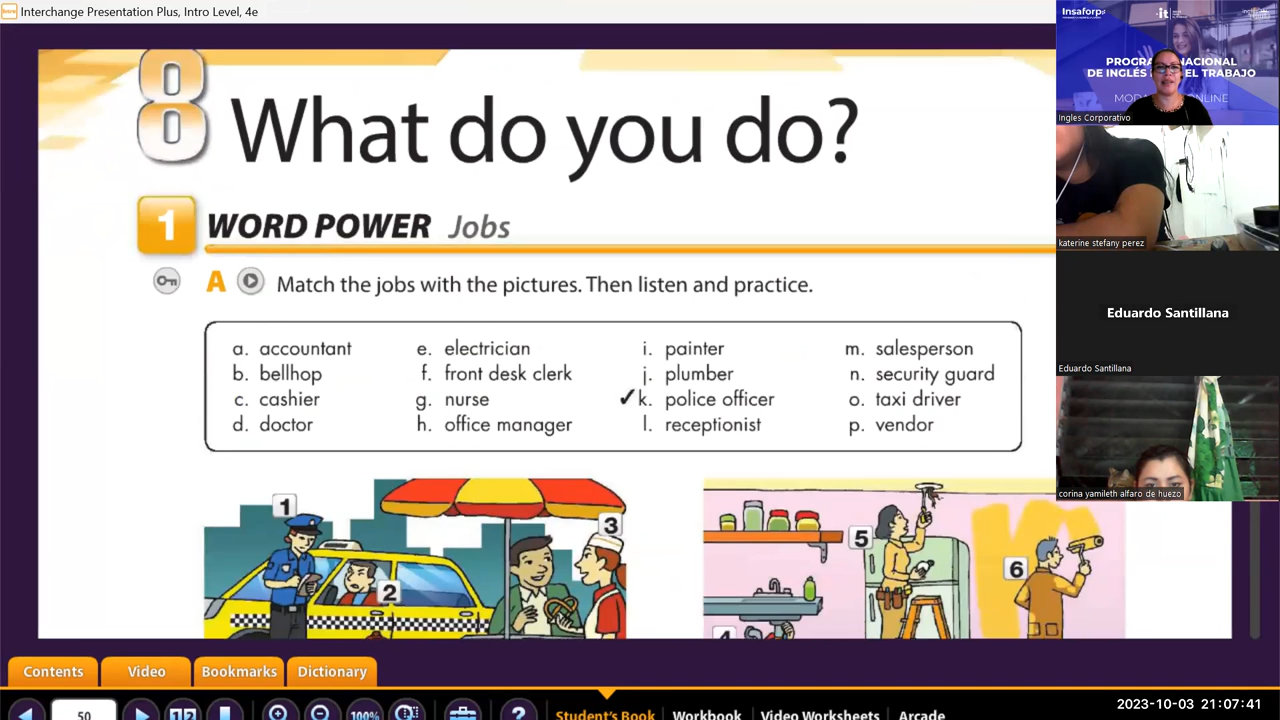 Interchange Presentation Plus, Intro Level, 4e
8 What do you do?
1 WORD POWER Jobs
A Match the jobs with the pictures. Then listen and practice.
a. accountant e. electrician i. painter m. salesperson
b. bellhop f. front desk clerk j. plumber n. security guard
c. cashier g. nurse ✓k. police officer o. taxi driver
d. doctor h. office manager l. receptionist p. vendor
1
2
3
4
5
6
Contents Video Bookmarks Dictionary
50
1 2
100%
?
Student's Book Workbook Video Worksheets Arcade
Insaforp
it
DE INGLÉS
EL TRABAJO
Ingles Corporativo
katerine stefany perez
Eduardo Santillana
Eduardo Santillana
corina yamileth alfaro de huezo
2023-10-03 21:07:41